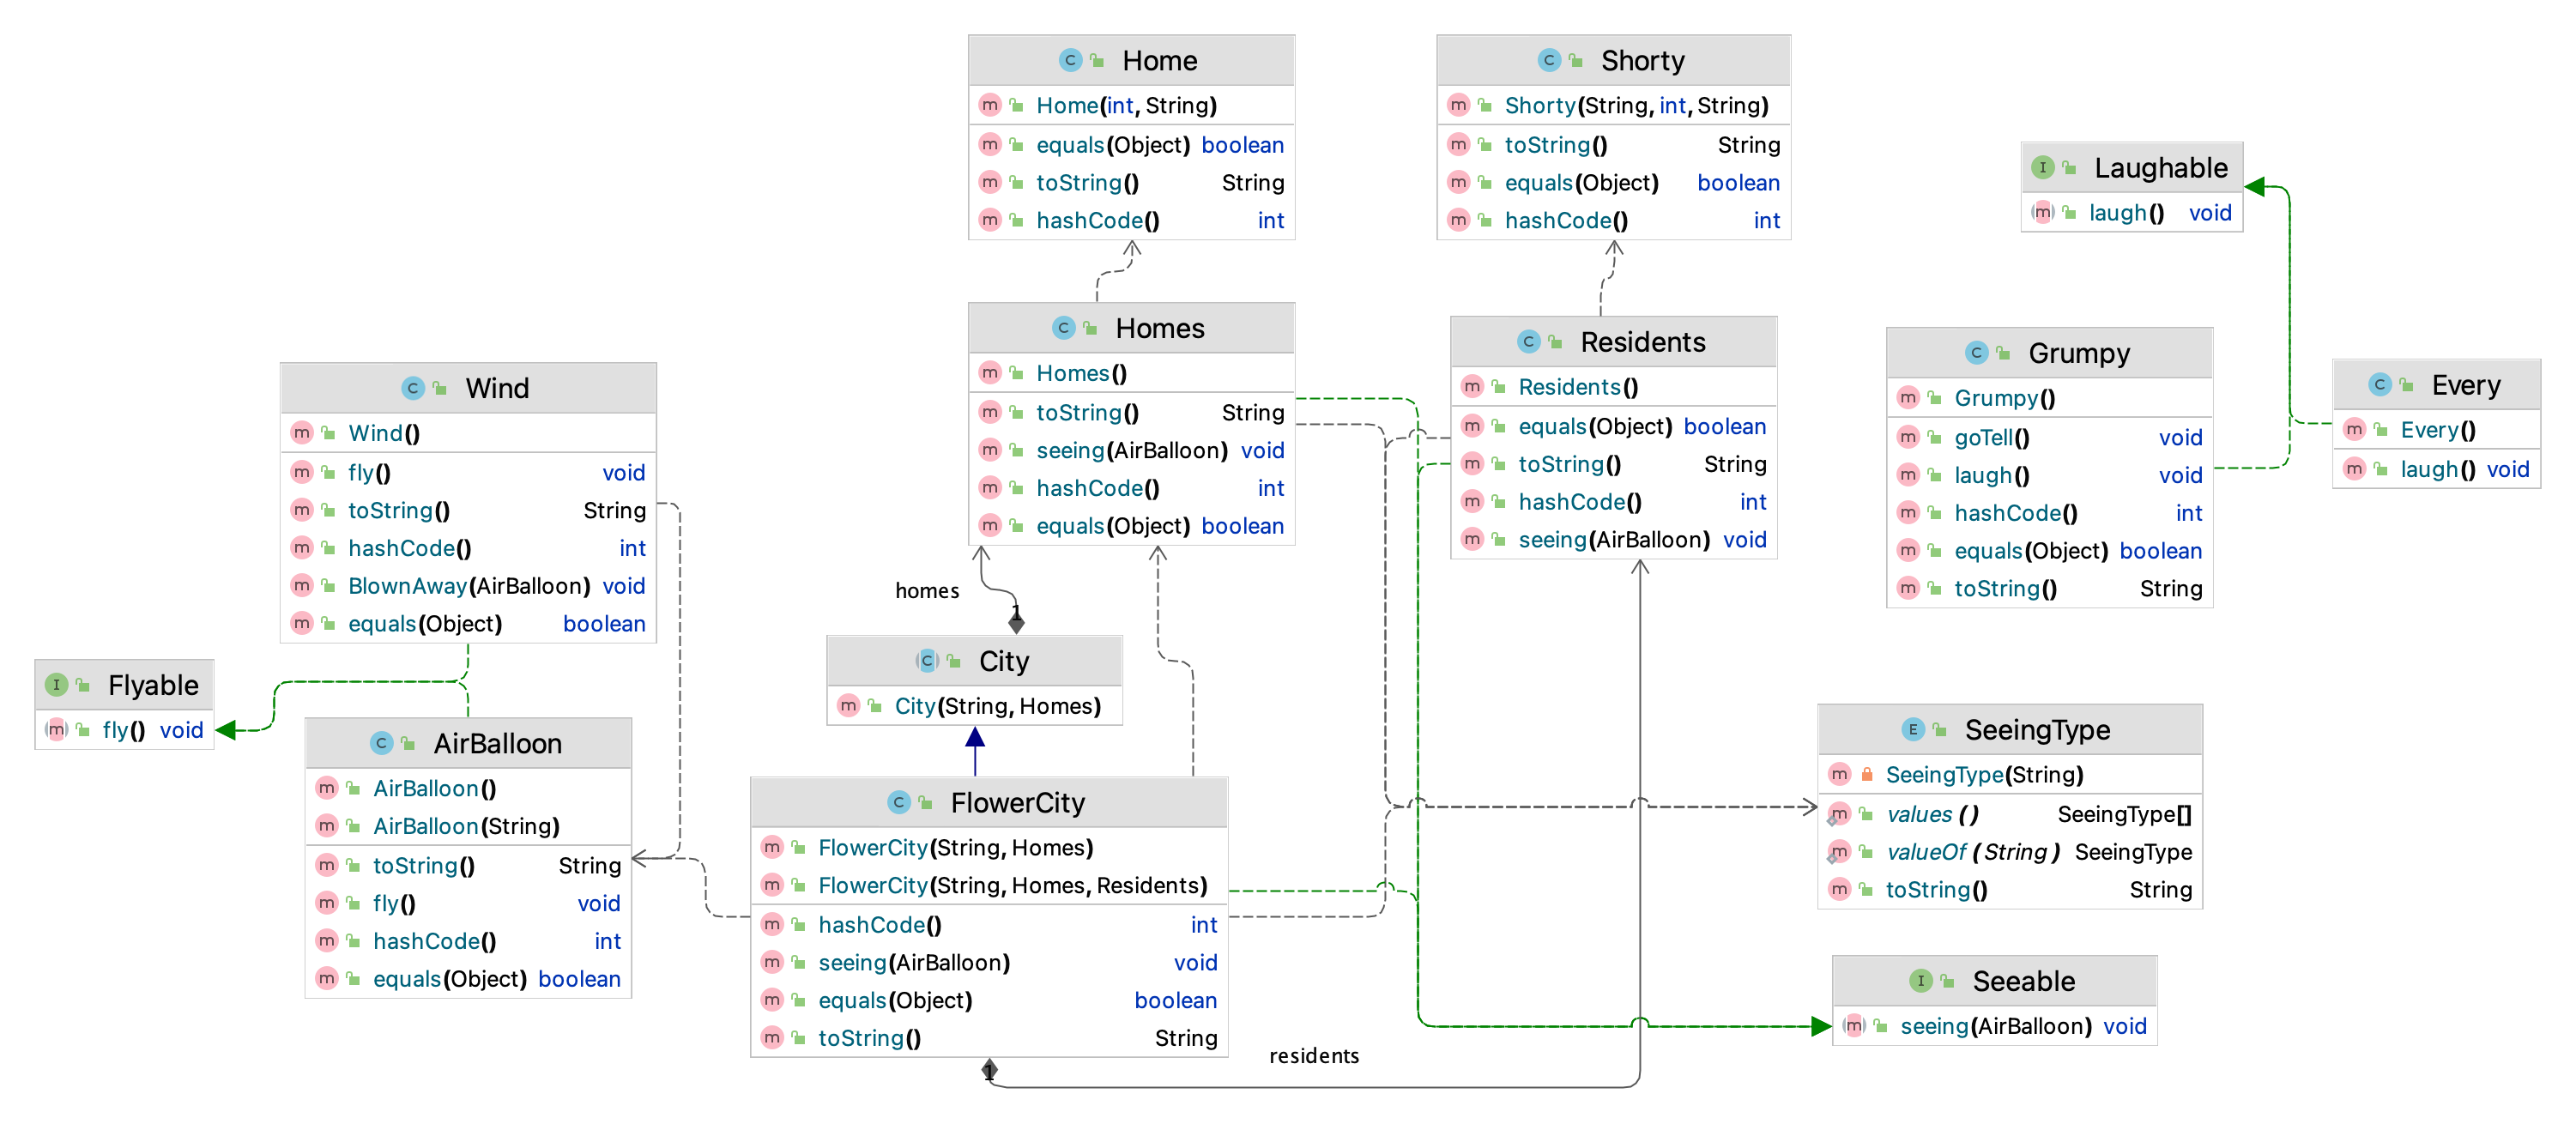 C Home
m Home(int, String)
m equals(Object) boolean
m toString() String
m hashCode() int
C Shorty
m Shorty(String, int, String)
m toString() String
m equals(Object) boolean
m hashCode() int
I Laughable
m laugh() void
C Homes
m Homes()
m toString() String
m seeing(AirBalloon) void
m hashCode() int
m equals(Object) boolean
C Residents
m Residents()
m equals(Object) boolean
m toString() String
m hashCode() int
m seeing(AirBalloon) void
C Grumpy
m Grumpy()
m goTell() void
m laugh() void
m hashCode() int
m equals(Object) boolean
m toString() String
C Every
m Every()
m laugh() void
C Wind
m Wind()
m fly() void
m toString() String
m hashCode() int
m BlownAway(AirBalloon) void
m equals(Object) boolean
homes
1
C City
m City(String, Homes)
I Flyable
m fly() void
C AirBalloon
m AirBalloon()
m AirBalloon(String)
m toString() String
m fly() void
m hashCode() int
m equals(Object) boolean
C FlowerCity
m FlowerCity(String, Homes)
m FlowerCity(String, Homes, Residents)
m hashCode() int
m seeing(AirBalloon) void
m equals(Object) boolean
m toString() String
E SeeingType
m SeeingType(String)
m values () SeeingType[]
m valueOf (String) SeeingType
m toString() String
I Seeable
m seeing(AirBalloon) void
residents
1